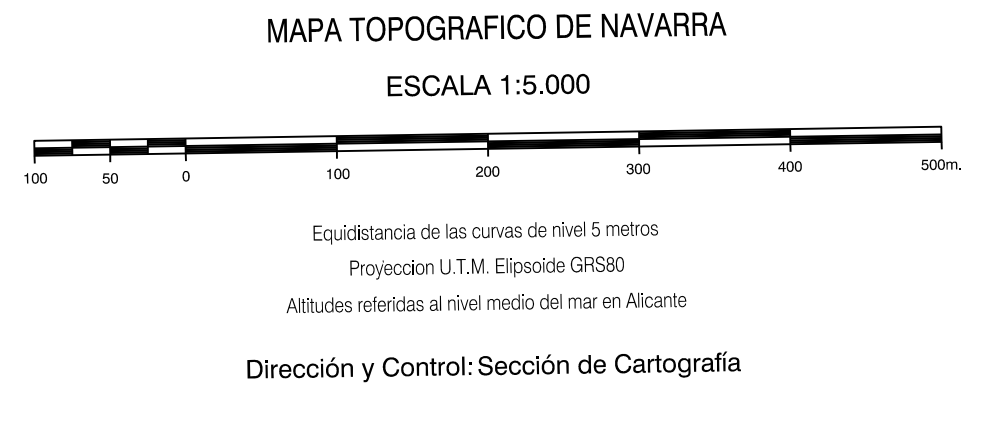 MAPA TOPOGRAFICO DE NAVARRA
ESCALA 1:5.000
100 50 0 100 200 300 400 500m.
Equidistancia de las curvas de nivel 5 metros
Proyeccion U.T.M. Elipsoide GRS80
Altitudes referidas al nivel medio del mar en Alicante
Dirección y Control: Sección de Cartografía